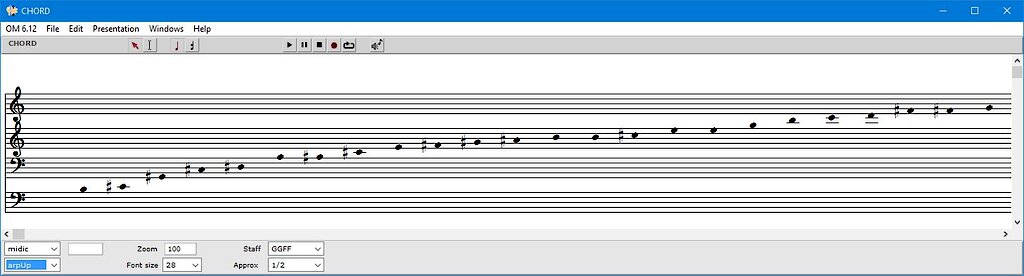 CHORD
OM 6.12 File Edit Presentation Windows Help
CHORD
midic Zoom 100 Staff GGFF
arpUp Font size 28 Approx 1/2